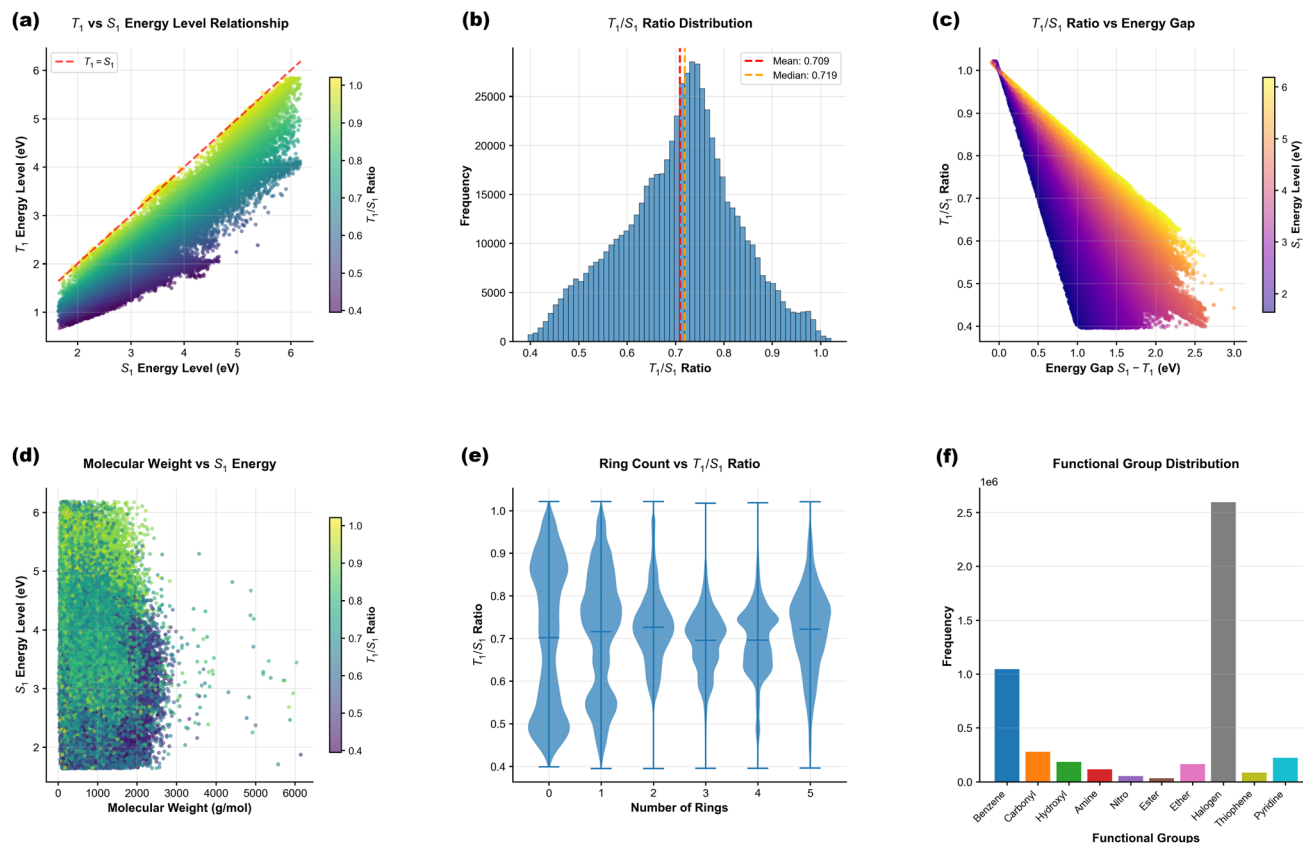 (a)
T₁ vs S₁ Energy Level Relationship
T₁ = S₁
6
5
4
3
2
1
T₁ Energy Level (eV)
2
3
4
5
6
S₁ Energy Level (eV)
1.0
0.9
0.8
0.7
0.6
0.5
0.4
T₁/S₁ Ratio
(b)
T₁/S₁ Ratio Distribution
Mean: 0.709
Median: 0.719
25000
20000
15000
10000
5000
0
Frequency
0.4
0.5
0.6
0.7
0.8
0.9
1.0
T₁/S₁ Ratio
(c)
T₁/S₁ Ratio vs Energy Gap
1.0
0.9
0.8
0.7
0.6
0.5
0.4
T₁/S₁ Ratio
0.0
0.5
1.0
1.5
2.0
2.5
3.0
Energy Gap S₁ − T₁ (eV)
6
5
4
3
2
S₁ Energy Level (eV)
(d)
Molecular Weight vs S₁ Energy
6
5
4
3
2
S₁ Energy Level (eV)
0
1000
2000
3000
4000
5000
6000
Molecular Weight (g/mol)
1.0
0.9
0.8
0.7
0.6
0.5
0.4
T₁/S₁ Ratio
(e)
Ring Count vs T₁/S₁ Ratio
1.0
0.9
0.8
0.7
0.6
0.5
0.4
T₁/S₁ Ratio
0
1
2
3
4
5
Number of Rings
(f)
Functional Group Distribution
1e6
2.5
2.0
1.5
1.0
0.5
0.0
Frequency
Benzene
Carbonyl
Hydroxyl
Amine
Nitro
Ester
Ether
Halogen
Thiophene
Pyridine
Functional Groups